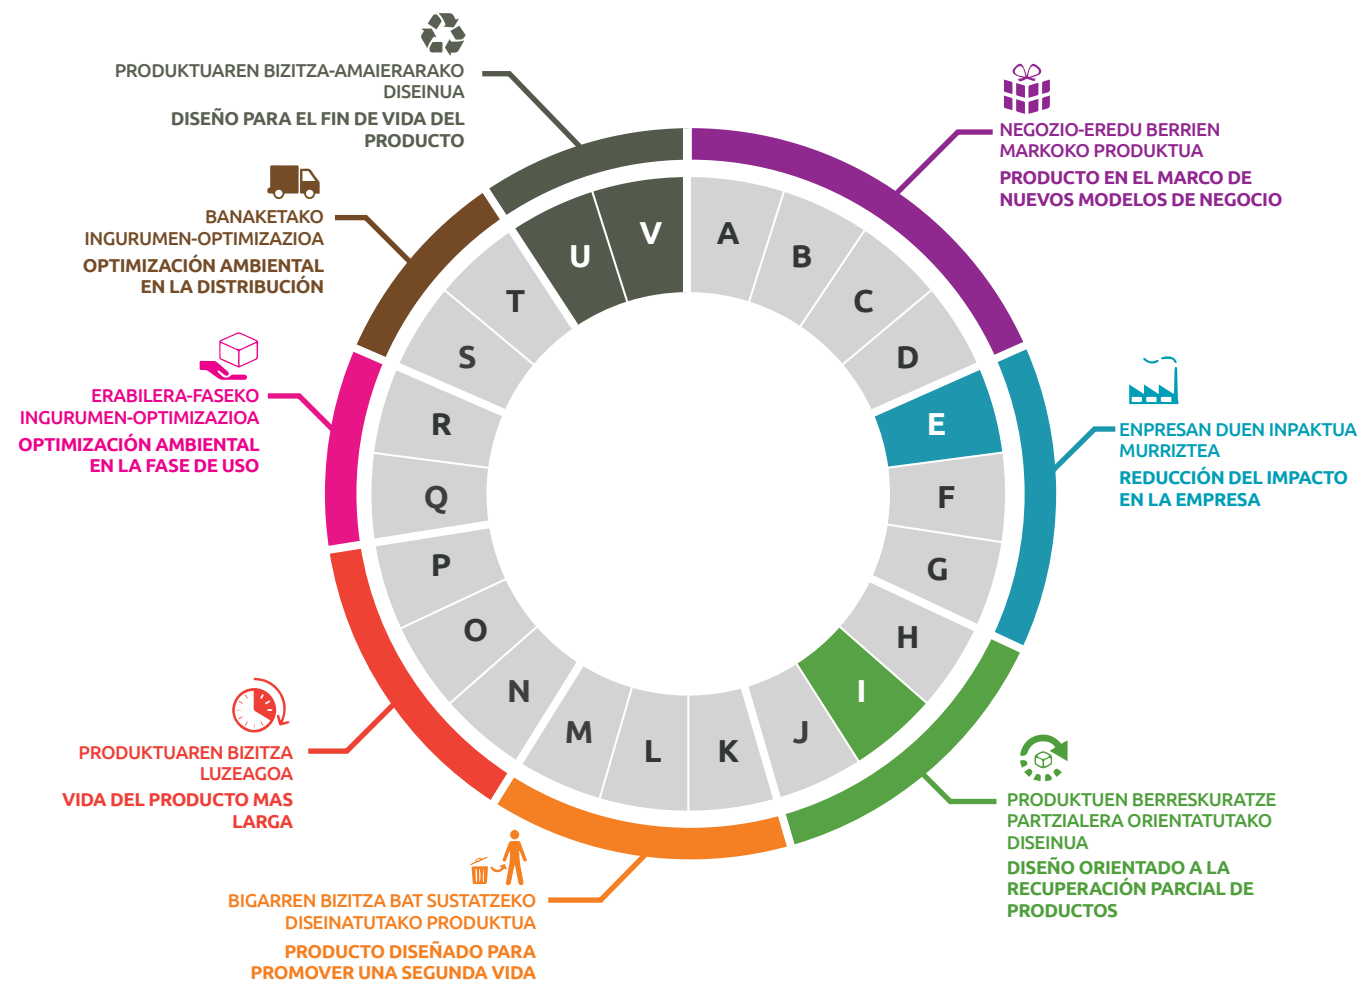 PRODUKTUAREN BIZITZA-AMAIERARAKO
DISEINUA
DISEÑO PARA EL FIN DE VIDA DEL
PRODUCTO
NEGOZIO-EREDU BERRIEN
MARKOKO PRODUKTUA
PRODUCTO EN EL MARCO DE
NUEVOS MODELOS DE NEGOCIO
BANAKETAKO
INGURUMEN-OPTIMIZAZIOA
OPTIMIZACIÓN AMBIENTAL
EN LA DISTRIBUCIÓN
ERABILERA-FASEKO
INGURUMEN-OPTIMIZAZIOA
OPTIMIZACIÓN AMBIENTAL
EN LA FASE DE USO
ENPRESAN DUEN INPAKTUA
MURRIZTEA
REDUCCIÓN DEL IMPACTO
EN LA EMPRESA
PRODUKTUAREN BIZITZA
LUZEAGOA
VIDA DEL PRODUCTO MAS
LARGA
PRODUKTUEN BERRESKURATZE
PARTZIALERA ORIENTATUTAKO
DISEINUA
DISEÑO ORIENTADO A LA
RECUPERACIÓN PARCIAL DE
PRODUCTOS
BIGARREN BIZITZA BAT SUSTATZEKO
DISEINATUTAKO PRODUKTUA
PRODUCTO DISEÑADO PARA
PROMOVER UNA SEGUNDA VIDA
A
B
C
D
E
F
G
H
I
J
K
L
M
N
O
P
Q
R
S
T
U
V